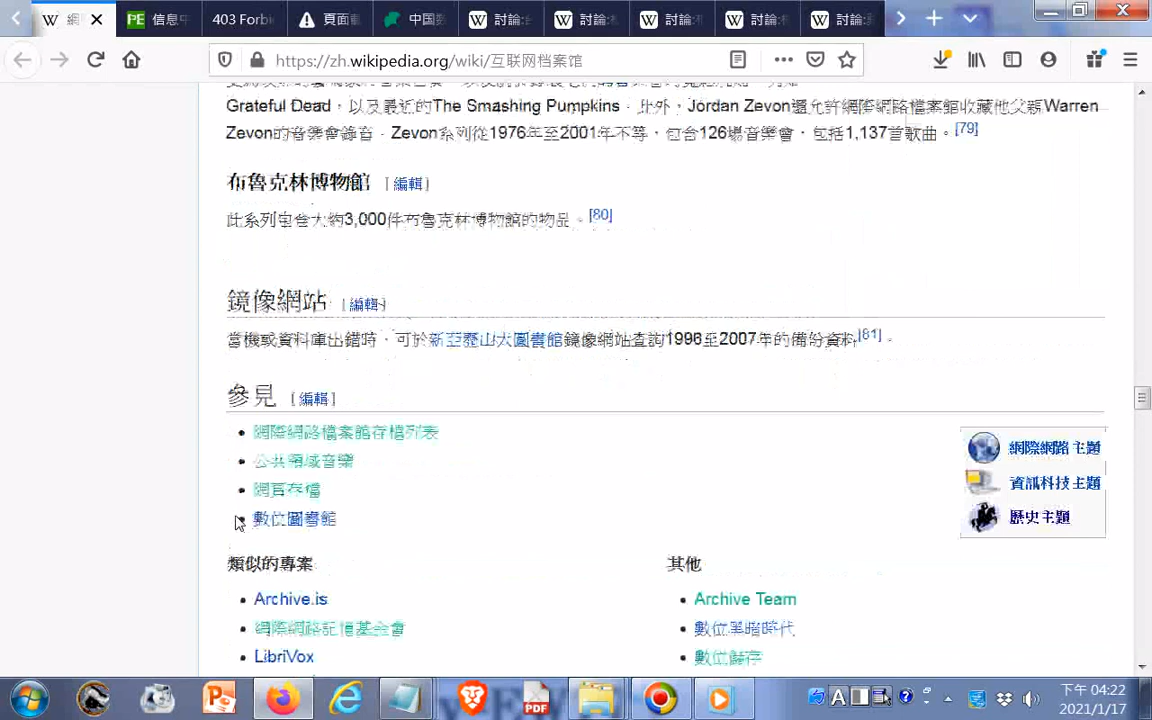 403 Forbi
討論:
討論:
討論:
討論:
討論:
https://zh.wikipedia.org/wiki/互联网档案馆
Grateful Dead，以及最近的The Smashing Pumpkins。此外，Jordan Zevon還允許網際網路檔案館收藏他父親Warren
Zevon的音樂會錄音。Zevon系列從1976年至2001年不等，包含126場音樂會，包括1,137首歌曲。[79]
布魯克林博物館 [編輯]
此系列包含大約3,000件布魯克林博物館的物品。[80]
鏡像網站 [編輯]
當機或資料庫出錯時，可於新亞歷山大圖書館鏡像網站查詢1996至2007年的備份資料[81]。
參見 [編輯]
網際網路檔案館存檔列表
公共領域音樂
網頁存檔
數位圖書館
網際網路主題
資訊科技主題
歷史主題
類似的專案
其他
Archive.is
Archive Team
網際網路記憶基金會
數位黑暗時代
LibriVox
數位儲存
下午 04:22
2021/1/17